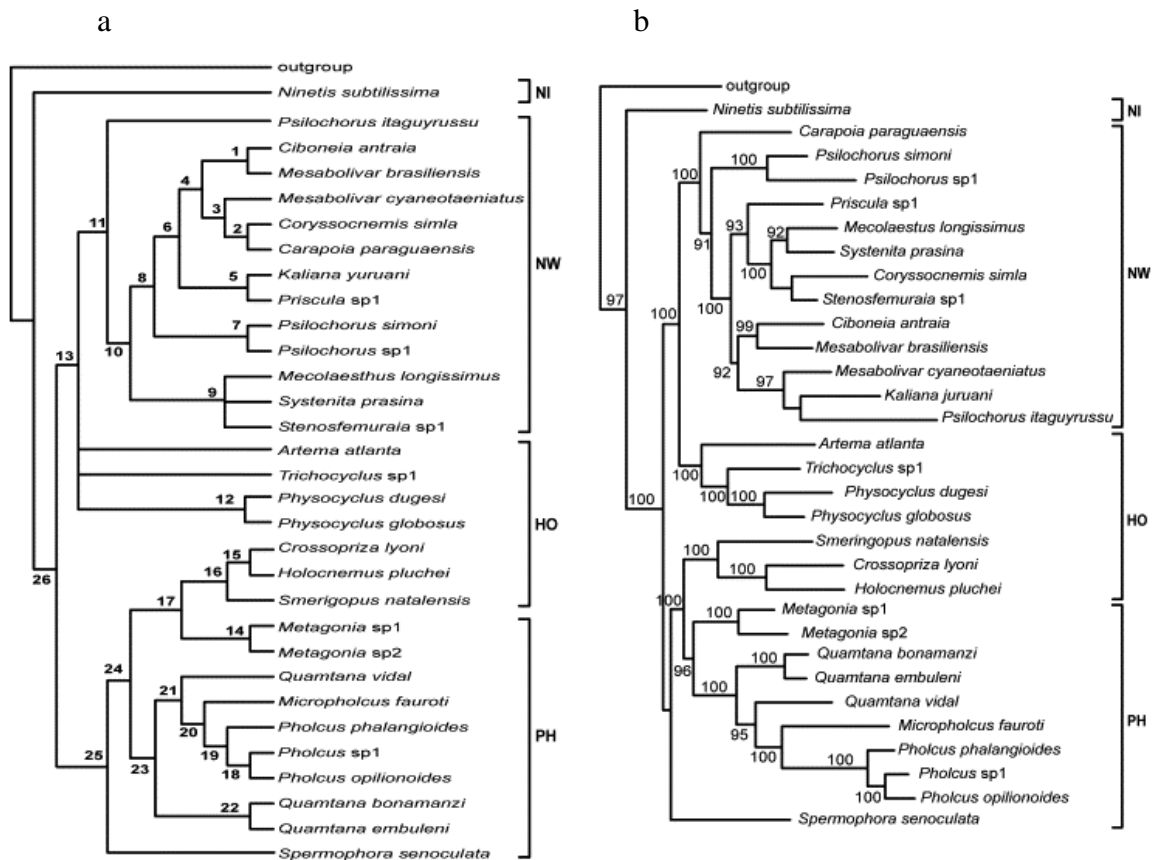 a
outgroup
Ninetis subtilissima
NI
Psilochorus itaguyrussu
1
Ciboneia antraia
Mesabolivar brasiliensis
4
Mesabolivar cyaneotaeniatus
3
Coryssocnemis simla
2
Carapoia paraguaensis
11
6
Kaliana yuruani
5
Priscula sp1
NW
8
Psilochorus simoni
7
Psilochorus sp1
13
10
Mecolaesthus longissimus
9
Systenita prasina
Stenosfemuraia sp1
Artema atlanta
Trichocyclus sp1
12
Physocyclus dugesi
Physocyclus globosus
HO
15
Crossopriza lyoni
16
Holocnemus pluchei
26
17
Smerigopus natalensis
14
Metagonia sp1
Metagonia sp2
24
21
Quamtana vidal
20
Micropholcus fauroti
19
Pholcus phalangioides
PH
25
23
18
Pholcus sp1
Pholcus opilionoides
22
Quamtana bonamanzi
Quamtana embuleni
Spermophora senoculata
b
outgroup
Ninetis subtilissima
NI
Carapoia paraguaensis
100
Psilochorus simoni
100
Psilochorus sp1
Priscula sp1
93
92
Mecolaestus longissimus
91
Systenita prasina
100
Coryssocnemis simla
NW
97
100
Stenosfemuraia sp1
99
Ciboneia antraia
Mesabolivar brasiliensis
92
97
Mesabolivar cyaneotaeniatus
Kaliana juruani
Psilochorus itaguyrussu
100
Artema atlanta
100
Trichocyclus sp1
100
100
Physocyclus dugesi
Physocyclus globosus
HO
100
100
Smeringopus natalensis
100
Crossopriza lyoni
Holocnemus pluchei
100
100
Metagonia sp1
Metagonia sp2
96
100
Quamtana bonamanzi
100
Quamtana embuleni
Quamtana vidal
95
Micropholcus fauroti
PH
100
100
Pholcus phalangioides
Pholcus sp1
100
Pholcus opilionoides
Spermophora senoculata